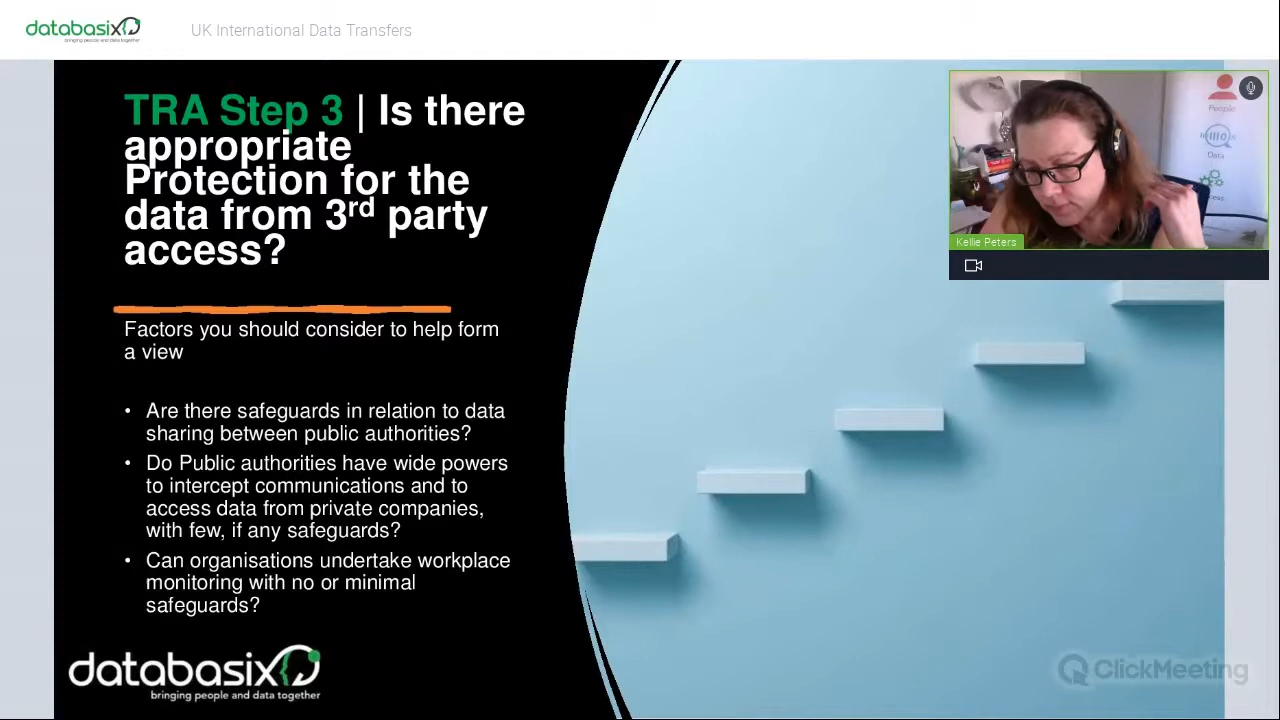 databasix
bringing people and data together
UK International Data Transfers
TRA Step 3 | Is there
appropriate
Protection for the
data from 3rd party
access?
Factors you should consider to help form
a view
• Are there safeguards in relation to data
sharing between public authorities?
• Do Public authorities have wide powers
to intercept communications and to
access data from private companies,
with few, if any safeguards?
• Can organisations undertake workplace
monitoring with no or minimal
safeguards?
databasix
bringing people and data together
People
Data
Kellie Peters
ClickMeeting